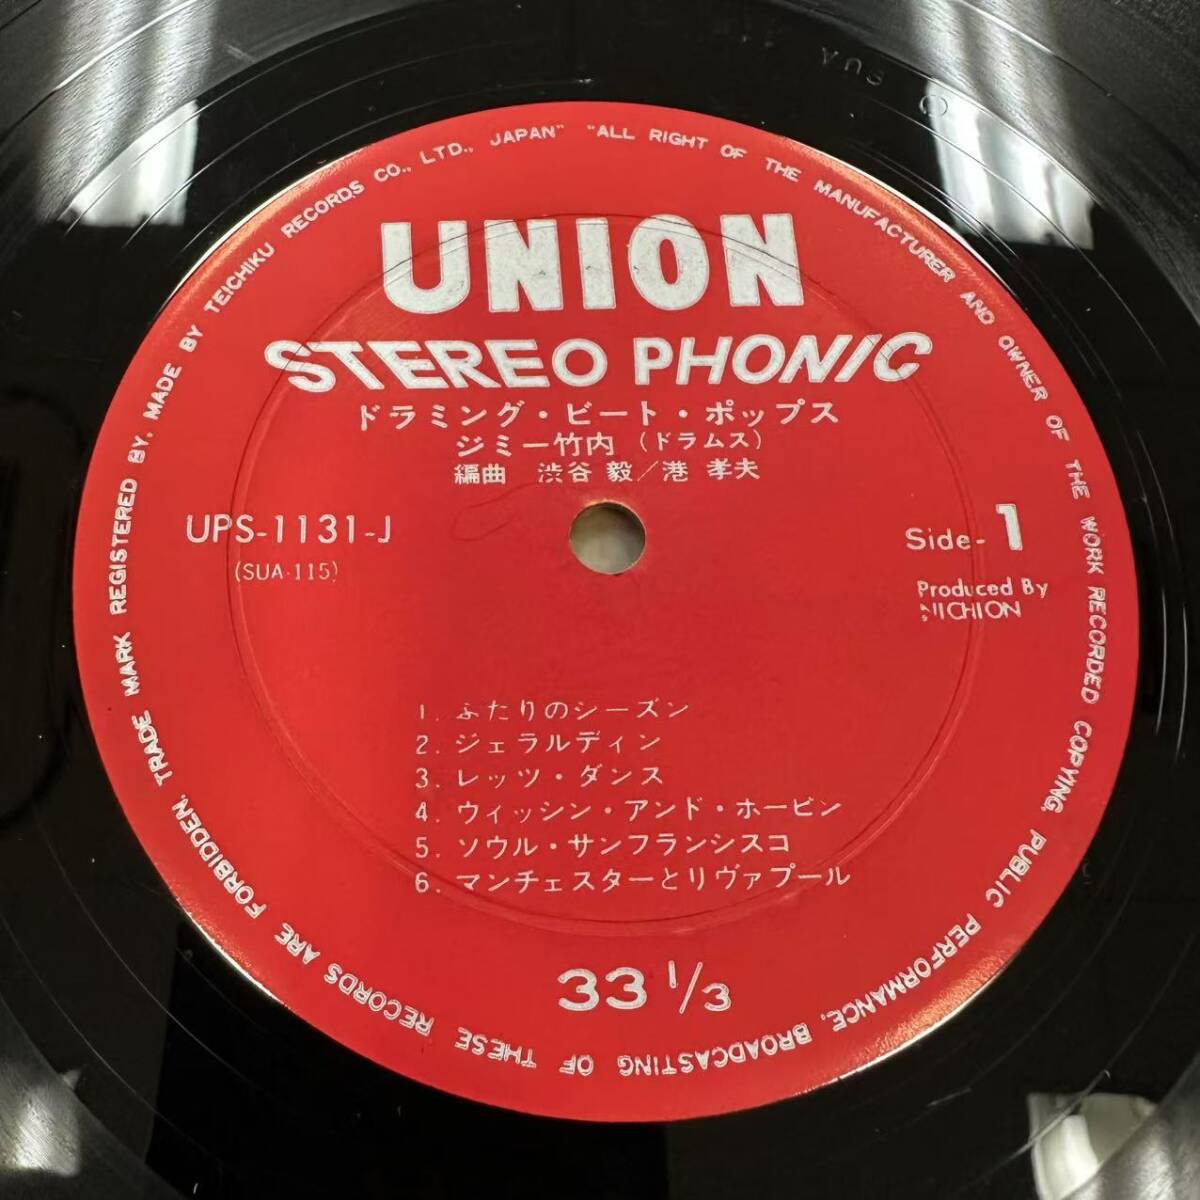 TRADE MARK REGISTERED BY. MADE BY TEICHIKU RECORDS CO., LTD., JAPAN" "ALL RIGHT OF THE MANUFACTURER AND OWNER OF THE WORK RECORDED COPYING, PUBLIC PERFORMANCE, BROADCASTING OF THESE RECORDS ARE FORBIDDEN,
UNION
STEREO PHONIC
ドラミング・ビート・ポップス
ジミー竹内 (ドラムス)
編曲 渋谷 毅/港 孝夫
UPS-1131-J
(SUA-115)
Side-1
Produced By
NICHION
1. ふたりのシーズン
2. ジェラルディン
3. レッツ・ダンス
4. ウィッシン・アンド・ホービン
5. ソウル・サンフランシスコ
6. マンチェスターとリヴァプール
33 1/3